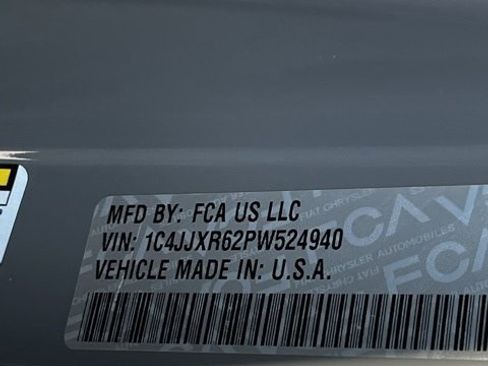 MFD BY: FCA US LLC
VIN: 1C4JJXR62PW524940
VEHICLE MADE IN: U.S.A.